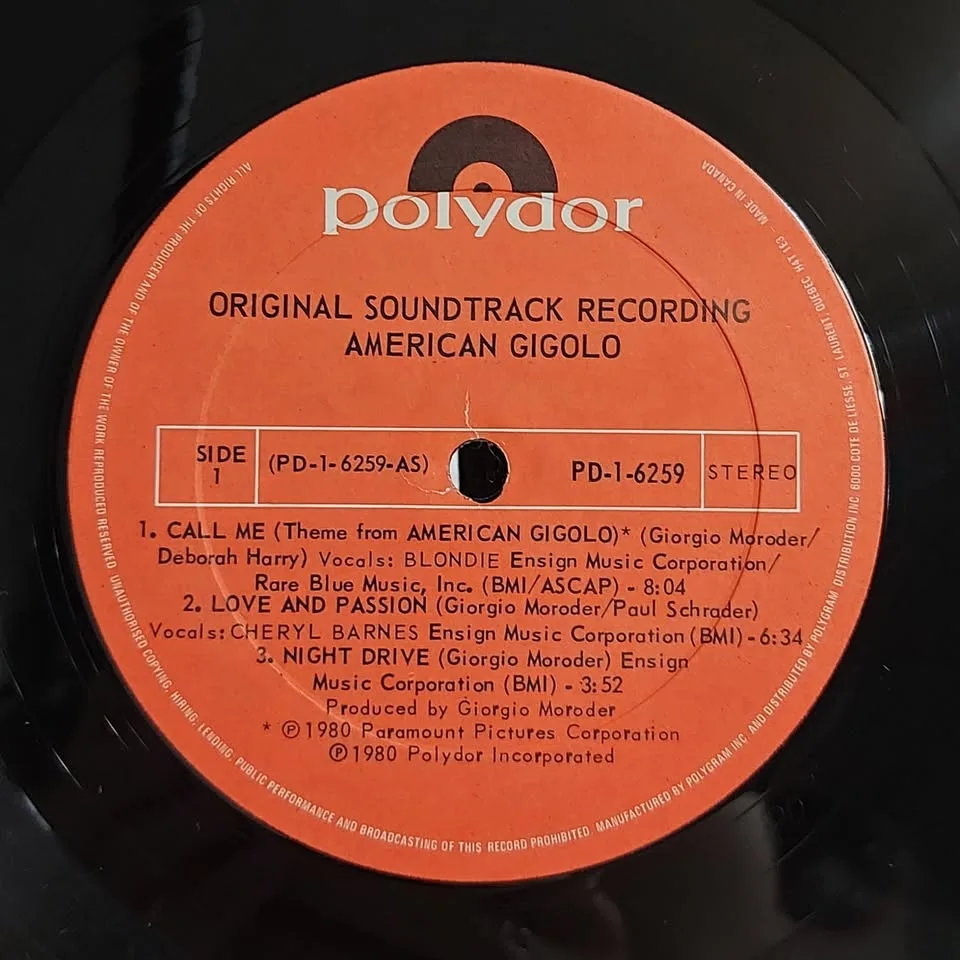 polydor
ORIGINAL SOUNDTRACK RECORDING
AMERICAN GIGOLO
SIDE
1
(PD-1-6259-AS)
PD-1-6259
STEREO
1. CALL ME (Theme from AMERICAN GIGOLO)* (Giorgio Moroder/
Deborah Harry) Vocals: BLONDIE Ensign Music Corporation/
Rare Blue Music, Inc. (BMI/ASCAP) - 8:04
2. LOVE AND PASSION (Giorgio Moroder/Paul Schrader)
Vocals: CHERYL BARNES Ensign Music Corporation (BMI) - 6:34
3. NIGHT DRIVE (Giorgio Moroder) Ensign
Music Corporation (BMI) - 3:52
Produced by Giorgio Moroder
* ℗1980 Paramount Pictures Corporation
℗1980 Polydor Incorporated
ALL RIGHTS OF THE PRODUCER AND OF THE OWNER OF THE WORK REPRODUCED RESERVED. UNAUTHORISED COPYING, HIRING, LENDING, PUBLIC PERFORMANCE AND BROADCASTING OF THIS RECORD PROHIBITED. MANUFACTURED BY POLYGRAM INC. AND DISTRIBUTED BY POLYGRAM DISTRIBUTION INC. 6000 COTE DE LIESSE, ST. LAURENT QUEBEC H4T 1E3 - MADE IN CANADA